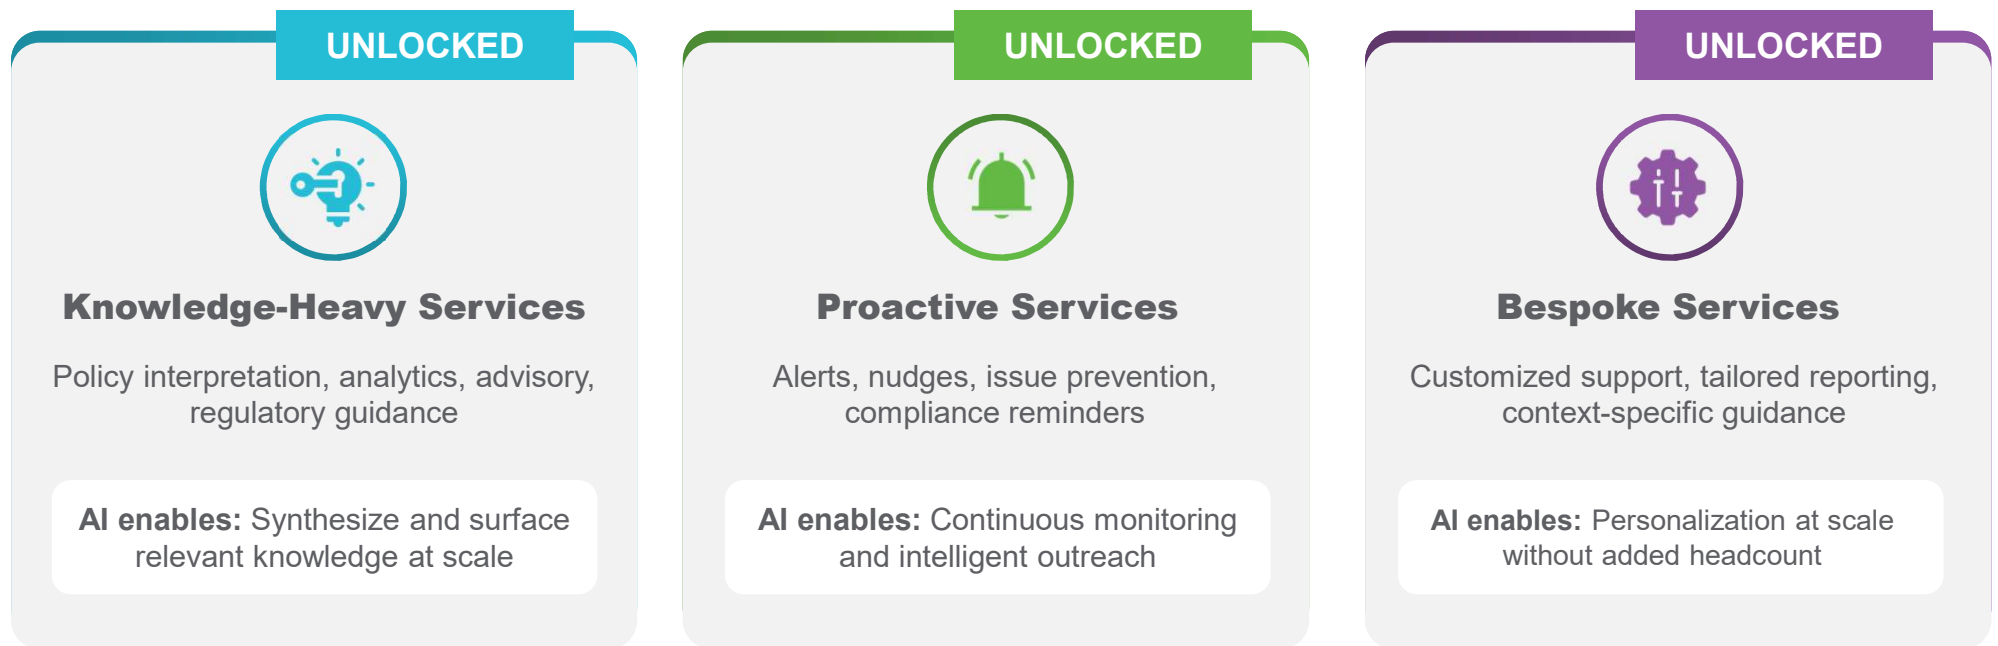 UNLOCKED
Knowledge-Heavy Services
Policy interpretation, analytics, advisory,
regulatory guidance
AI enables: Synthesize and surface
relevant knowledge at scale
UNLOCKED
Proactive Services
Alerts, nudges, issue prevention,
compliance reminders
AI enables: Continuous monitoring
and intelligent outreach
UNLOCKED
Bespoke Services
Customized support, tailored reporting,
context-specific guidance
AI enables: Personalization at scale
without added headcount